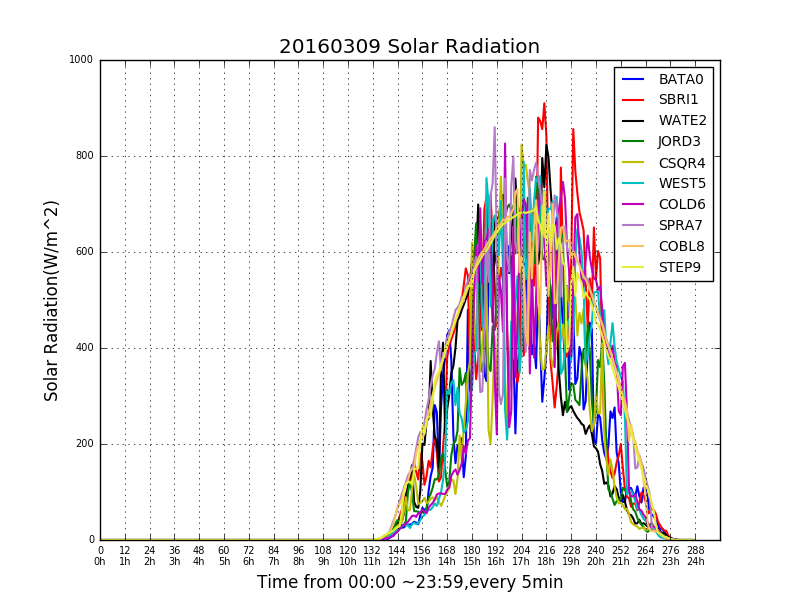 20160309 Solar Radiation
1000
800
600
400
200
0
Solar Radiation(W/m^2)
BATA0
SBRI1
WATE2
JORD3
CSQR4
WEST5
COLD6
SPRA7
COBL8
STEP9
0 12 24 36 48 60 72 84 96 108 120 132 144 156 168 180 192 204 216 228 240 252 264 276 288
0h 1h 2h 3h 4h 5h 6h 7h 8h 9h 10h 11h 12h 13h 14h 15h 16h 17h 18h 19h 20h 21h 22h 23h 24h
Time from 00:00 ~23:59,every 5min